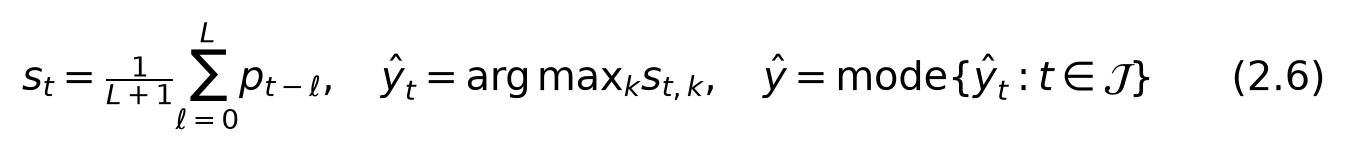 $s_t = \frac{1}{L+1}\sum_{\ell=0}^{L} p_{t-\ell}, \quad \hat{y}_t = \arg\max_k s_{t,k}, \quad \hat{y} = \mathrm{mode}\{\hat{y}_t : t \in \mathcal{J}\} \qquad (2.6)$